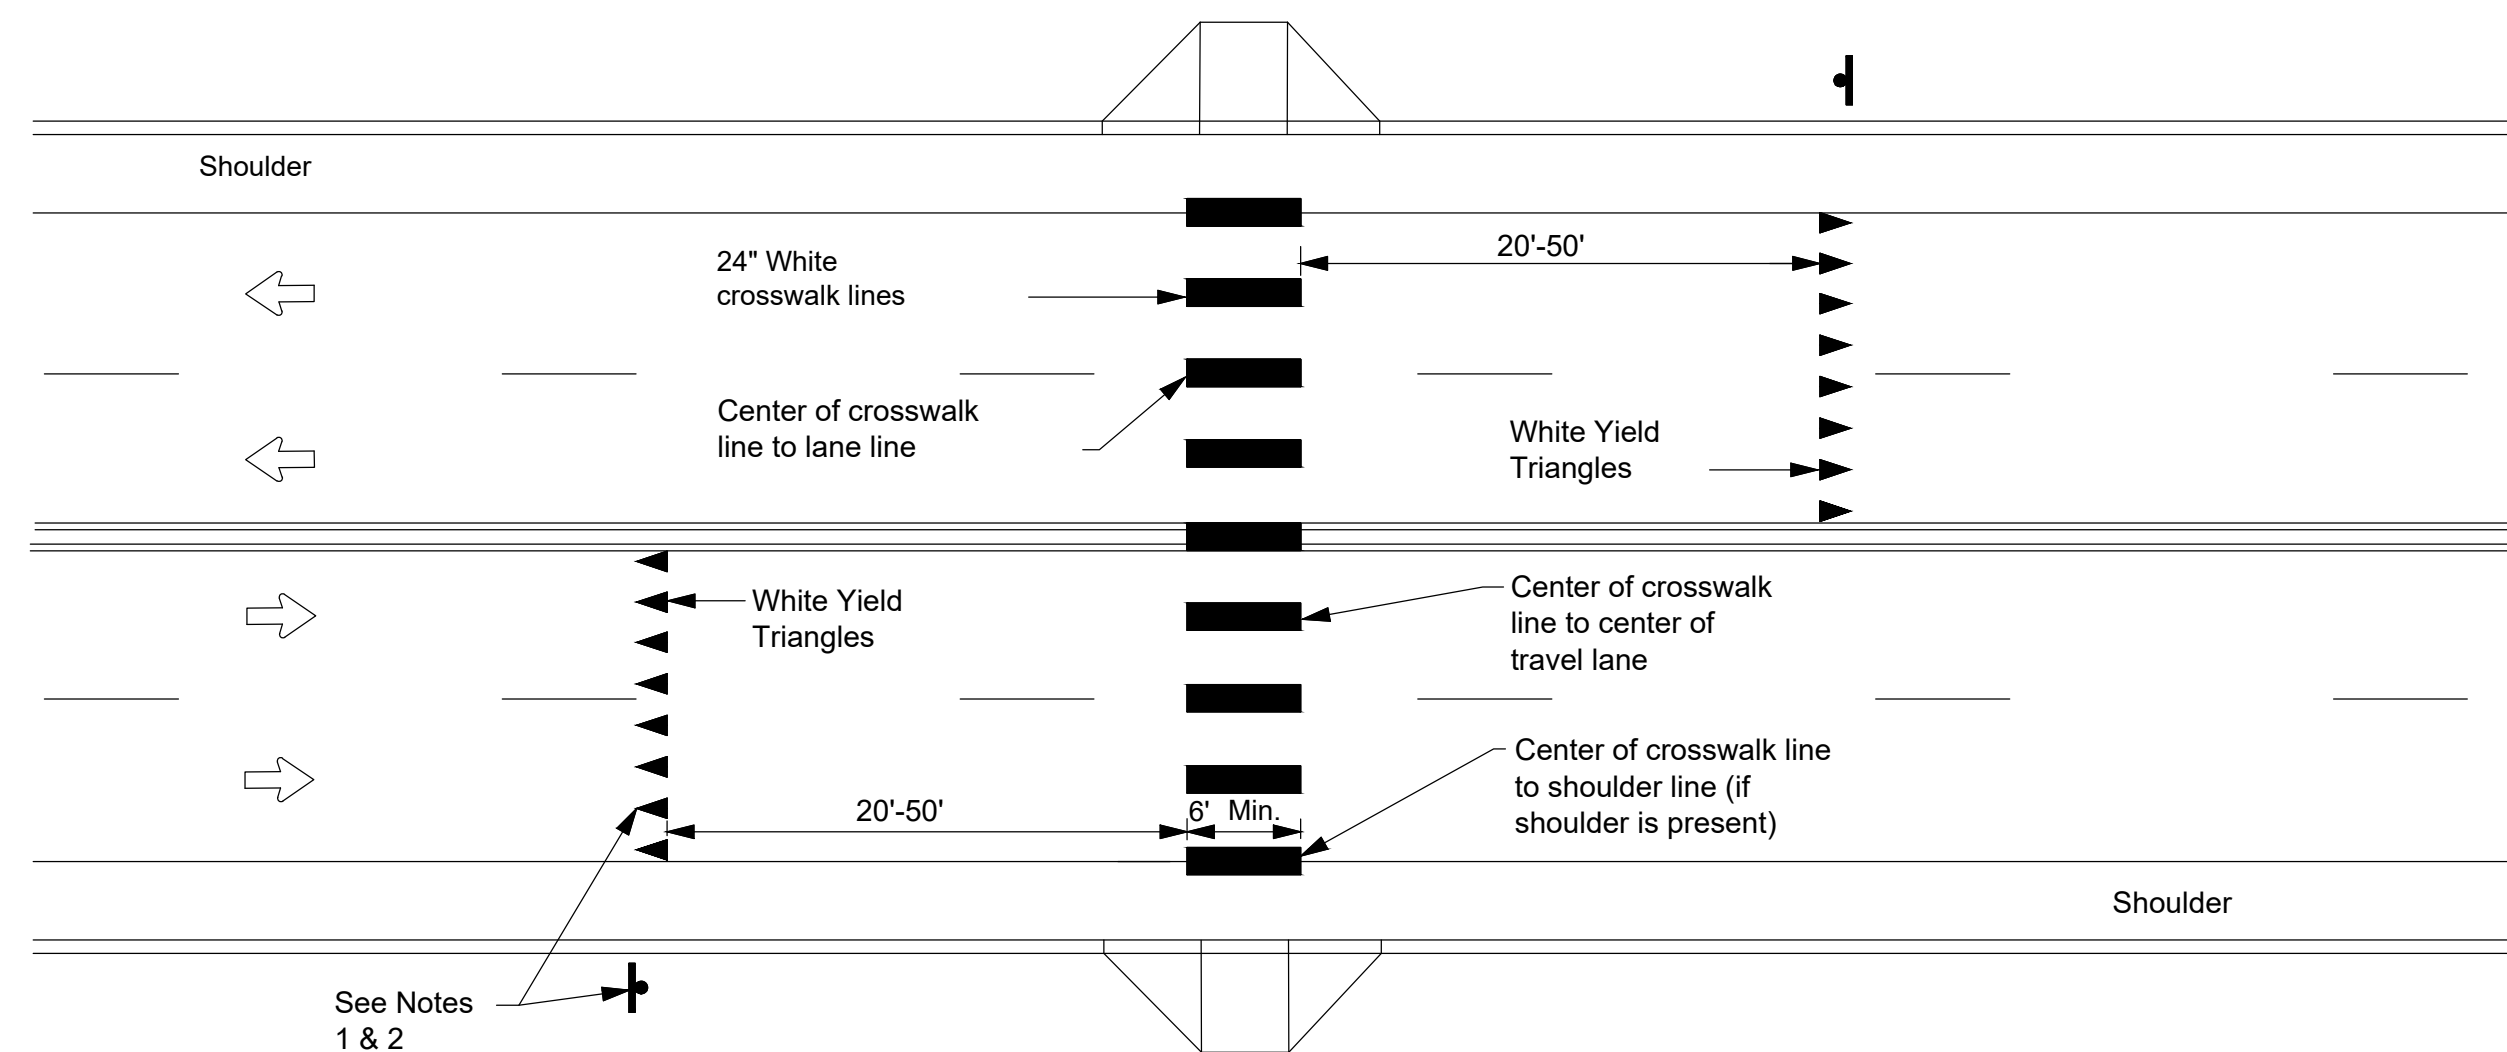 Shoulder
24" White
crosswalk lines
20'-50'
Center of crosswalk
line to lane line
White Yield
Triangles
White Yield
Triangles
Center of crosswalk
line to center of
travel lane
Center of crosswalk line
to shoulder line (if
shoulder is present)
20'-50'
6' Min.
Shoulder
See Notes
1 & 2